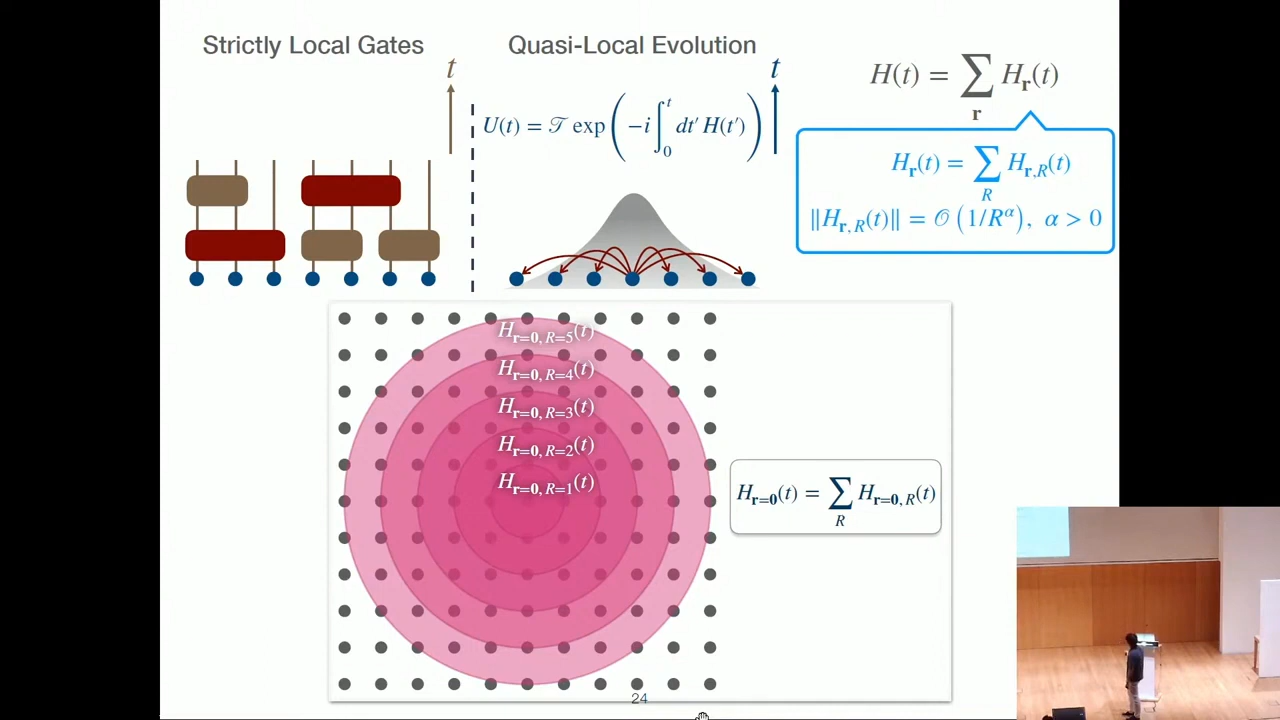 Strictly Local Gates
t
Quasi-Local Evolution
t
U(t) = 𝒯 exp(−i∫₀ᵗ dt′ H(t′))
H(t) = ∑_𝐫 H_𝐫(t)
H_𝐫(t) = ∑_R H_{𝐫,R}(t)
‖H_{𝐫,R}(t)‖ = 𝒪(1/R^α), α > 0
H_{𝐫=𝟎,R=5}(t)
H_{𝐫=𝟎,R=4}(t)
H_{𝐫=𝟎,R=3}(t)
H_{𝐫=𝟎,R=2}(t)
H_{𝐫=𝟎,R=1}(t)
H_{𝐫=𝟎}(t) = ∑_R H_{𝐫=𝟎,R}(t)
24